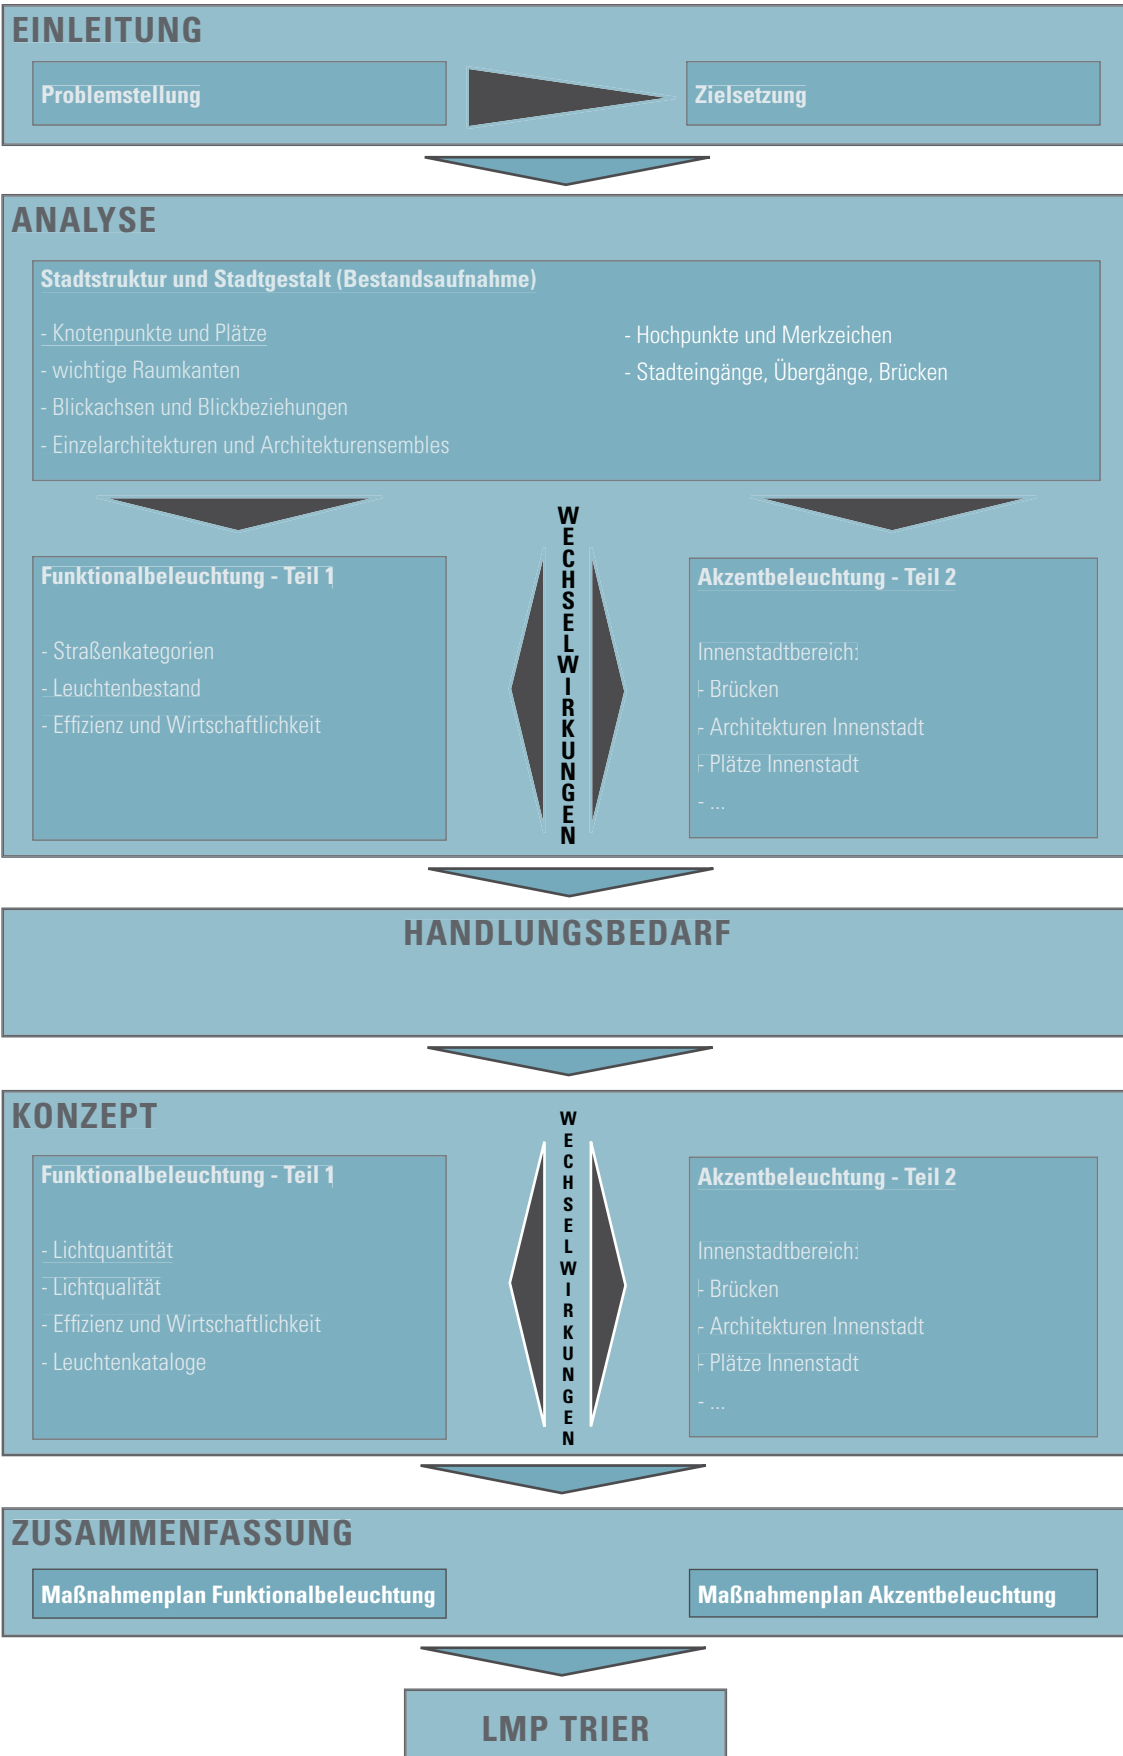 EINLEITUNG
Problemstellung
Zielsetzung
ANALYSE
Stadtstruktur und Stadtgestalt (Bestandsaufnahme)
- Knotenpunkte und Plätze
- wichtige Raumkanten
- Blickachsen und Blickbeziehungen
- Einzelarchitekturen und Architekturensembles
- Hochpunkte und Merkzeichen
- Stadteingänge, Übergänge, Brücken
Funktionalbeleuchtung - Teil 1
- Straßenkategorien
- Leuchtenbestand
- Effizienz und Wirtschaftlichkeit
WECHSELWIRKUNGEN
Akzentbeleuchtung - Teil 2
Innenstadtbereich:
- Brücken
- Architekturen Innenstadt
- Plätze Innenstadt
- ...
HANDLUNGSBEDARF
KONZEPT
Funktionalbeleuchtung - Teil 1
- Lichtquantität
- Lichtqualität
- Effizienz und Wirtschaftlichkeit
- Leuchtenkataloge
WECHSELWIRKUNGEN
Akzentbeleuchtung - Teil 2
Innenstadtbereich:
- Brücken
- Architekturen Innenstadt
- Plätze Innenstadt
- ...
ZUSAMMENFASSUNG
Maßnahmenplan Funktionalbeleuchtung
Maßnahmenplan Akzentbeleuchtung
LMP TRIER